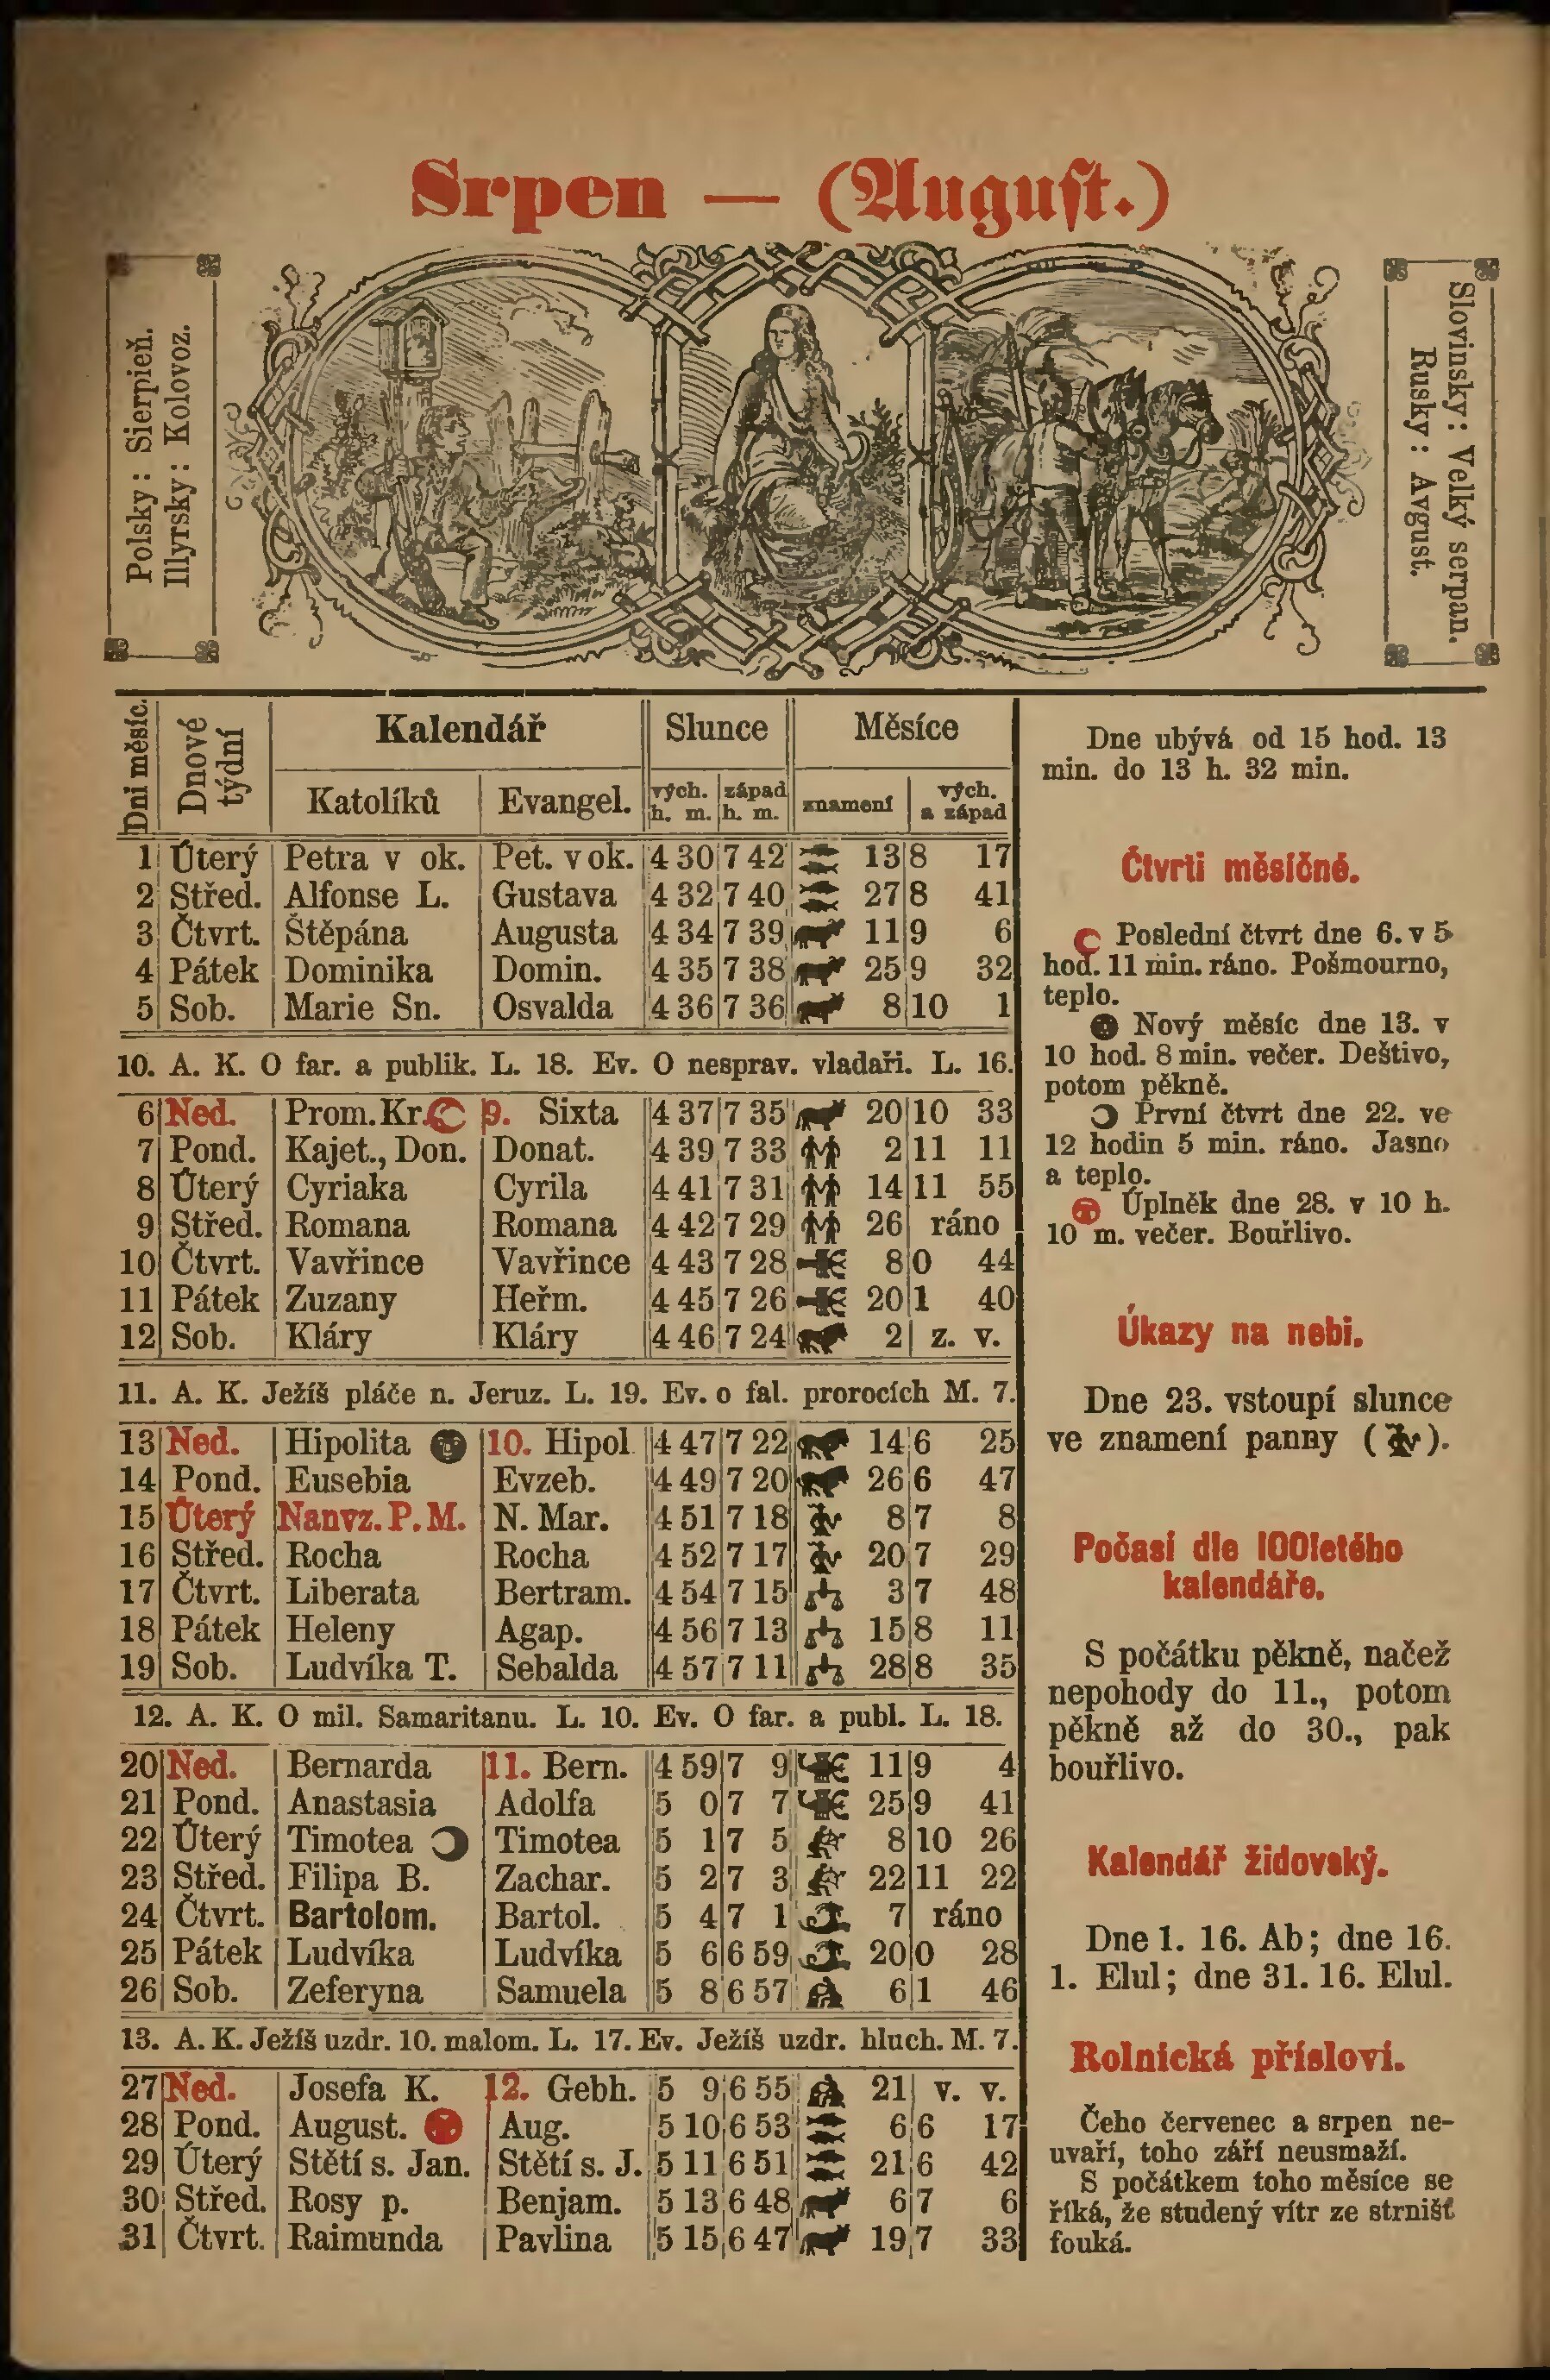 Srpen — (August.)
Polsky: Sierpień.
Illyrsky: Kolovoz.
Slovinsky: Velký serpan.
Rusky: Avgust.
Dni měsíc.
Dnové týdní
Kalendář
Slunce
Měsíce
Katolíků
Evangel.
vých. h. m.
západ h. m.
znamení
vých. a západ
1 Úterý Petra v ok. Pet. v ok. 4 30 7 42 13 8 17
2 Střed. Alfonse L. Gustava 4 32 7 40 27 8 41
3 Čtvrt. Štěpána Augusta 4 34 7 39 11 9 6
4 Pátek Dominika Domin. 4 35 7 38 25 9 32
5 Sob. Marie Sn. Osvalda 4 36 7 36 8 10 1
10. A. K. O far. a publik. L. 18. Ev. O nesprav. vladaři. L. 16.
6 Ned. Prom. Kr. 9. Sixta 4 37 7 35 20 10 33
7 Pond. Kajet., Don. Donat. 4 39 7 33 2 11 11
8 Úterý Cyriaka Cyrila 4 41 7 31 14 11 55
9 Střed. Romana Romana 4 42 7 29 26 ráno
10 Čtvrt. Vavřince Vavřince 4 43 7 28 8 0 44
11 Pátek Zuzany Heřm. 4 45 7 26 20 1 40
12 Sob. Kláry Kláry 4 46 7 24 2 z. v.
11. A. K. Ježíš pláče n. Jeruz. L. 19. Ev. o fal. prorocích M. 7.
13 Ned. Hipolita 10. Hipol 4 47 7 22 14 6 25
14 Pond. Eusebia Evzeb. 4 49 7 20 26 6 47
15 Úterý Nanvz. P. M. N. Mar. 4 51 7 18 8 7 8
16 Střed. Rocha Rocha 4 52 7 17 20 7 29
17 Čtvrt. Liberata Bertram. 4 54 7 15 3 7 48
18 Pátek Heleny Agap. 4 56 7 13 15 8 11
19 Sob. Ludvíka T. Sebalda 4 57 7 11 28 8 35
12. A. K. O mil. Samaritanu. L. 10. Ev. O far. a publ. L. 18.
20 Ned. Bernarda 11. Bern. 4 59 7 9 11 9 4
21 Pond. Anastasia Adolfa 5 0 7 7 25 9 41
22 Úterý Timotea Timotea 5 1 7 5 8 10 26
23 Střed. Filipa B. Zachar. 5 2 7 3 22 11 22
24 Čtvrt. Bartolom. Bartol. 5 4 7 1 7 ráno
25 Pátek Ludvíka Ludvíka 5 6 6 59 20 0 28
26 Sob. Zeferyna Samuela 5 8 6 57 6 1 46
13. A. K. Ježíš uzdr. 10. malom. L. 17. Ev. Ježíš uzdr. hluch. M. 7.
27 Ned. Josefa K. 12. Gebh. 5 9 6 55 21 v. v.
28 Pond. August. Aug. 5 10 6 53 6 6 17
29 Úterý Stětí s. Jan. Stětí s. J. 5 11 6 51 21 6 42
30 Střed. Rosy p. Benjam. 5 13 6 48 6 7 6
31 Čtvrt. Raimunda Pavlina 5 15 6 47 19 7 33
Dne ubývá od 15 hod. 13
min. do 13 h. 32 min.
Čtvrti měsíčné.
Poslední čtvrt dne 6. v 5
hod. 11 min. ráno. Pošmourno,
teplo.
Nový měsíc dne 13. v
10 hod. 8 min. večer. Deštivo,
potom pěkně.
První čtvrt dne 22. ve
12 hodin 5 min. ráno. Jasno
a teplo.
Úplněk dne 28. v 10 h.
10 m. večer. Bouřlivo.
Úkazy na nebi.
Dne 23. vstoupí slunce
ve znamení panny ( ).
Počasí dle 100letého
kalendáře.
S počátku pěkně, načež
nepohody do 11., potom
pěkně až do 30., pak
bouřlivo.
Kalendář židovský.
Dne 1. 16. Ab; dne 16.
1. Elul; dne 31. 16. Elul.
Rolnická přísloví.
Čeho červenec a srpen ne-
uvaří, toho září neusmaží.
S počátkem toho měsíce se
říká, že studený vítr ze strnišť
fouká.